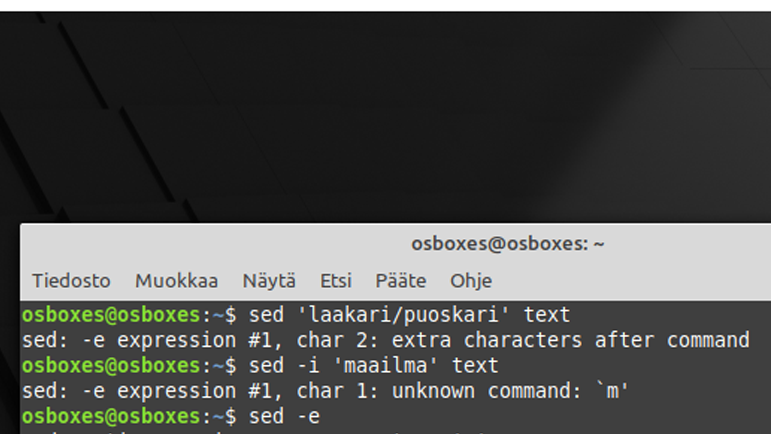 osboxes@osboxes: ~
Tiedosto Muokkaa Näytä Etsi Pääte Ohje
osboxes@osboxes:~$ sed 'laakari/puoskari' text
sed: -e expression #1, char 2: extra characters after command
osboxes@osboxes:~$ sed -i 'maailma' text
sed: -e expression #1, char 1: unknown command: `m'
osboxes@osboxes:~$ sed -e